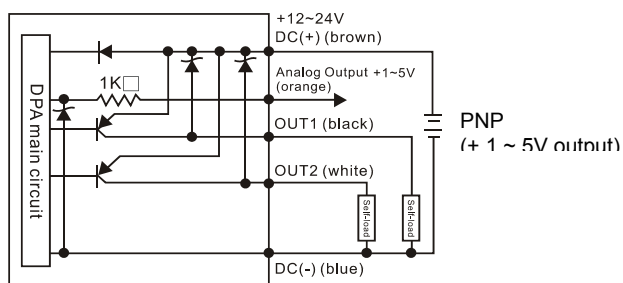 +12~24V
DC(+) (brown)
Analog Output +1~5V
(orange)
1K□
DPA main circuit
OUT1 (black)
PNP
(+ 1 ~ 5V output)
OUT2 (white)
Self-load
Self-load
DC(-) (blue)